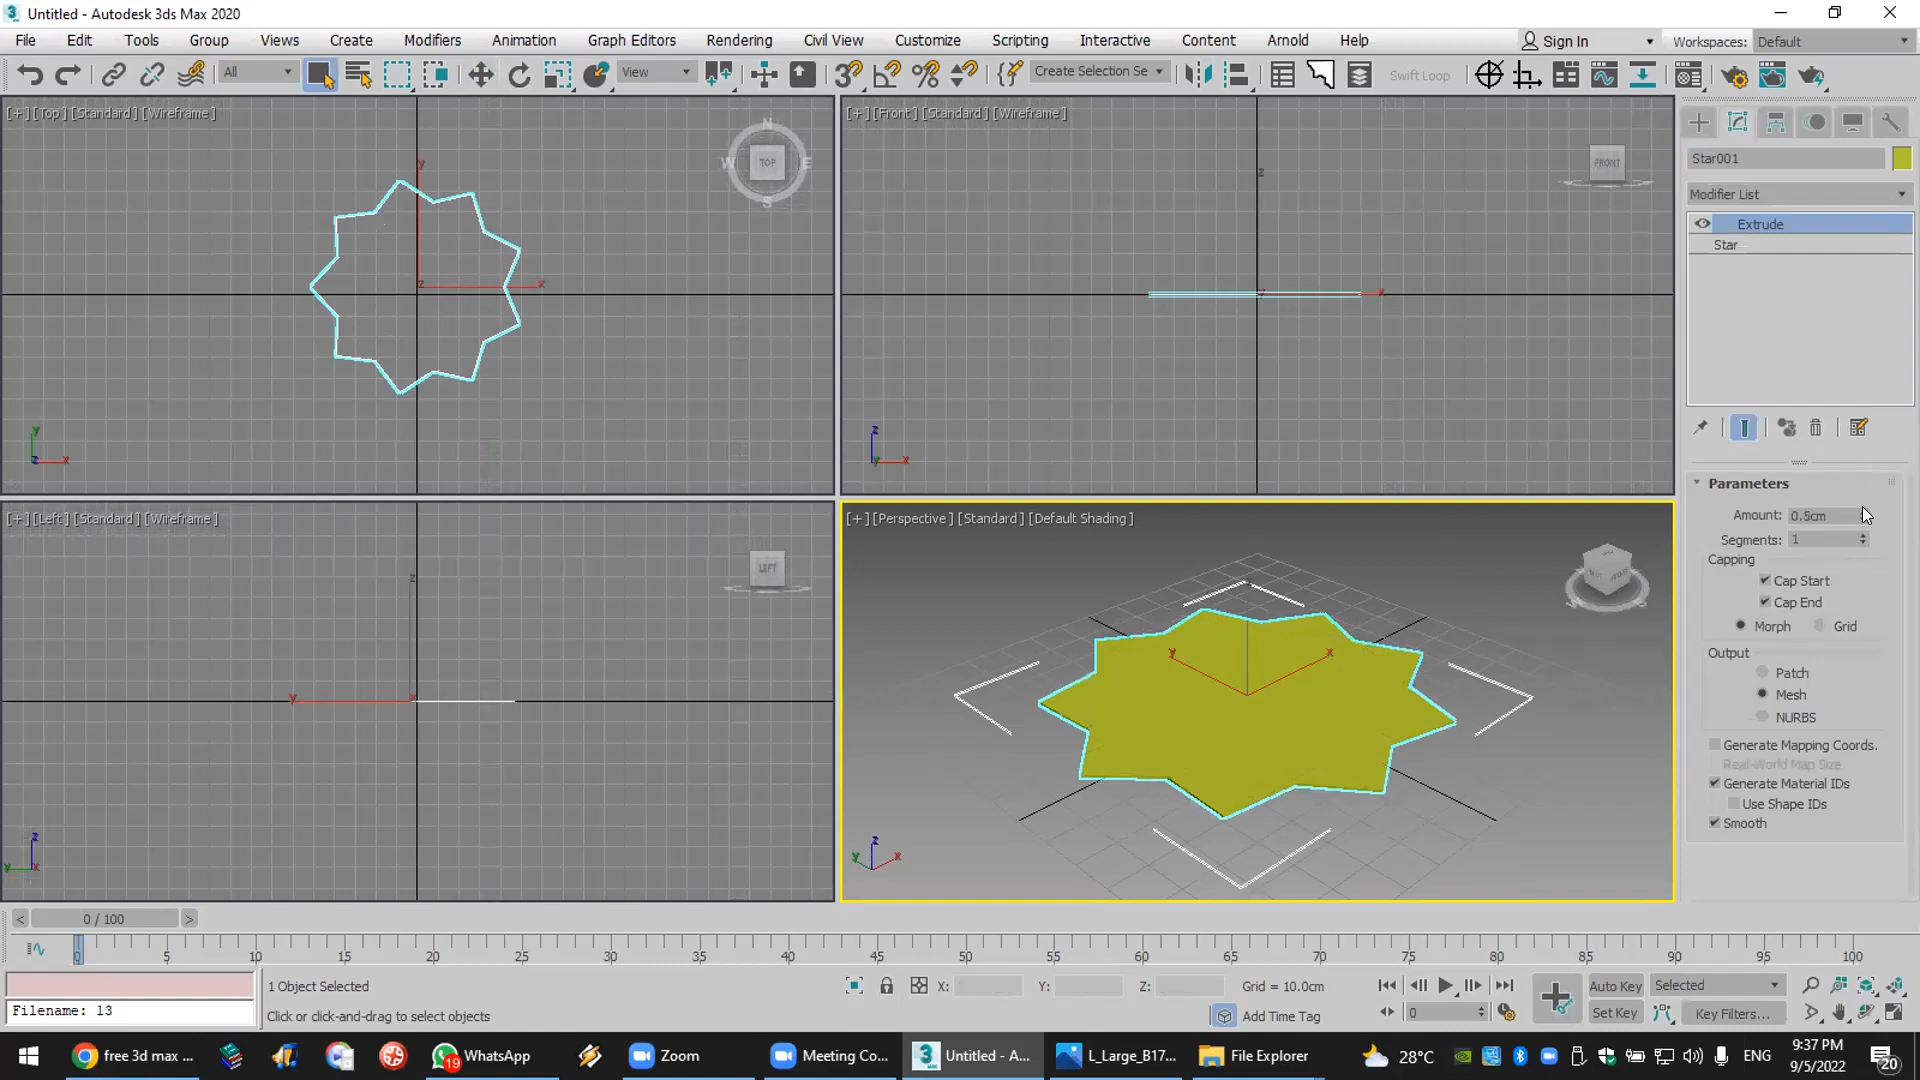 Untitled - Autodesk 3ds Max 2020
File Edit Tools Group Views Create Modifiers Animation Graph Editors Rendering Civil View Customize Scripting Interactive Content Arnold Help
Sign In Workspaces: Default
All View Create Selection Se Swift Loop
[+] [Top] [Standard] [Wireframe]
N
W TOP E
S
y
x
z
y
z x
[+] [Front] [Standard] [Wireframe]
FRONT
z
x
z
y x
Star001
Modifier List
Extrude
Star
[+] [Left] [Standard] [Wireframe]
LEFT
z
y x
z
y x
[+] [Perspective] [Standard] [Default Shading]
y x
z
y x
Parameters
Amount: 0.5cm
Segments: 1
Capping
Cap Start
Cap End
Morph Grid
Output
Patch
Mesh
NURBS
Generate Mapping Coords.
Real-World Map Size
Generate Material IDs
Use Shape IDs
Smooth
< 0 / 100 >
0 5 10 15 20 25 30 35 40 45 50 55 60 65 70 75 80 85 90 95 100
1 Object Selected X: Y: Z: Grid = 10.0cm Auto Key Selected
Filename: 13 Click or click-and-drag to select objects Add Time Tag 0 Set Key Key Filters...
free 3d max ... 19 WhatsApp Zoom Meeting Co... 3 MAX Untitled - A... L_Large_B17... File Explorer 28°C ENG 9:37 PM
9/5/2022 20